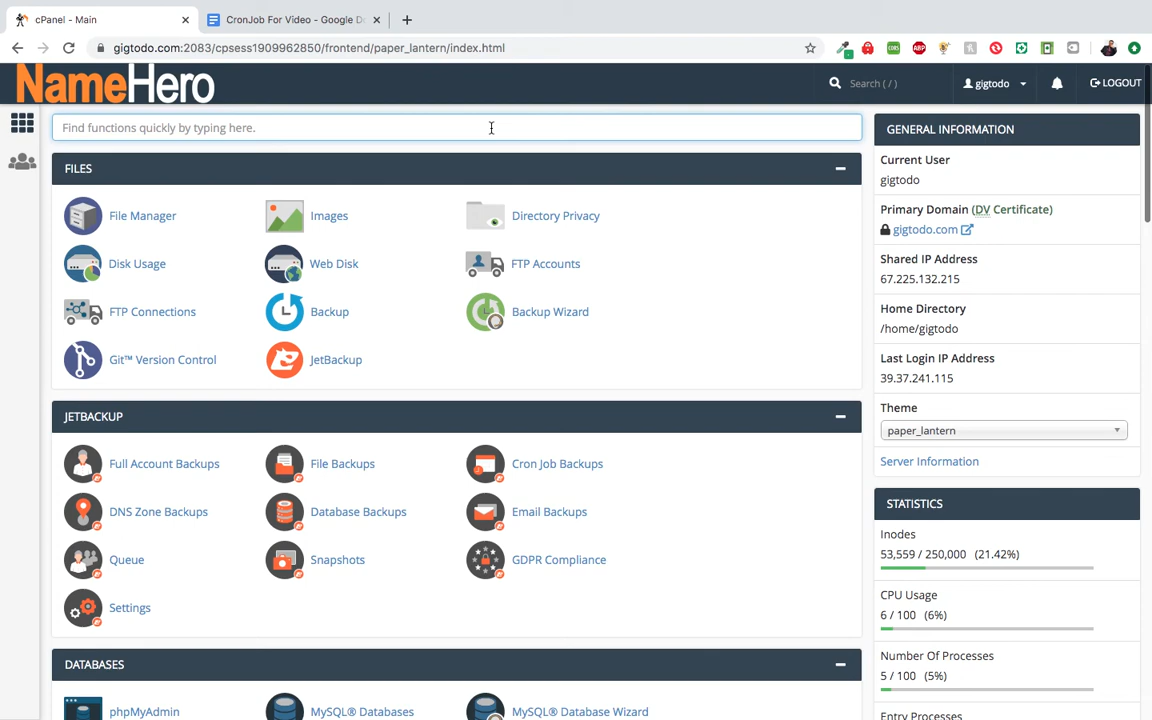 cPanel - Main
CronJob For Video - Google D
gigtodo.com:2083/cpsess1909962850/frontend/paper_lantern/index.html
CORS
ABP
NameHero
Search ( / )
gigtodo
LOGOUT
Find functions quickly by typing here.
FILES
File Manager
Images
Directory Privacy
Disk Usage
Web Disk
FTP Accounts
FTP Connections
Backup
Backup Wizard
Git™ Version Control
JetBackup
JETBACKUP
Full Account Backups
File Backups
Cron Job Backups
DNS Zone Backups
Database Backups
Email Backups
Queue
Snapshots
GDPR Compliance
Settings
DATABASES
phpMyAdmin
MySQL® Databases
MySQL® Database Wizard
GENERAL INFORMATION
Current User
gigtodo
Primary Domain (DV Certificate)
gigtodo.com
Shared IP Address
67.225.132.215
Home Directory
/home/gigtodo
Last Login IP Address
39.37.241.115
Theme
paper_lantern
Server Information
STATISTICS
Inodes
53,559 / 250,000 (21.42%)
CPU Usage
6 / 100 (6%)
Number Of Processes
5 / 100 (5%)
Entry Processes